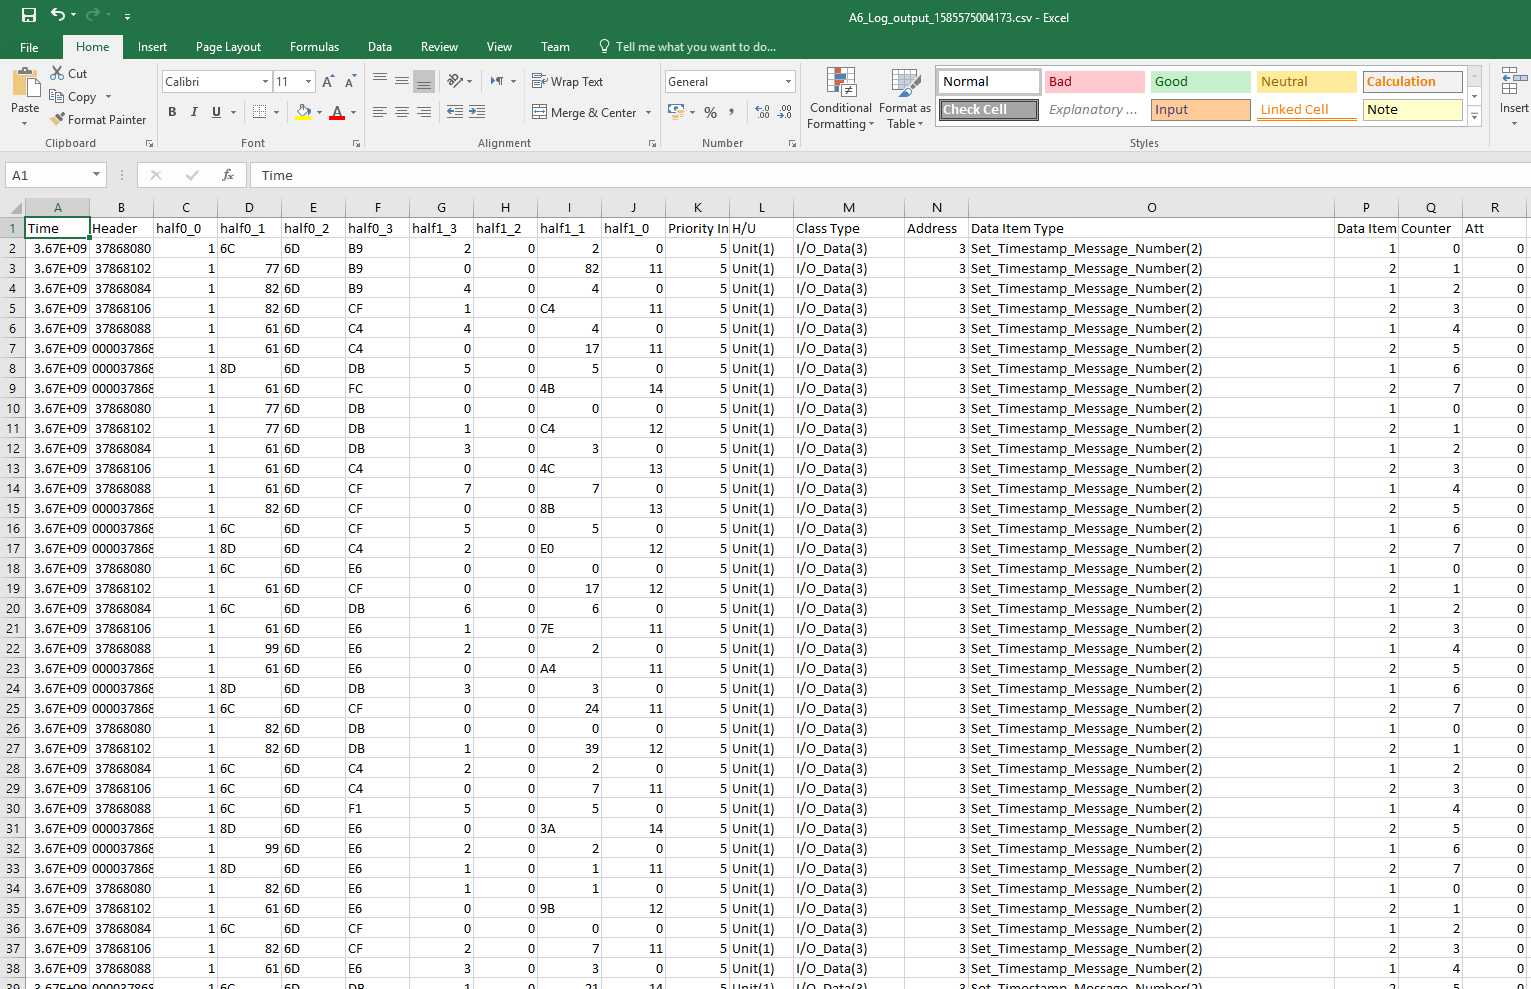 A6_Log_output_1585575004173.csv - Excel
File Home Insert Page Layout Formulas Data Review View Team Tell me what you want to do...
Cut Calibri 11 Wrap Text General Normal Bad Good Neutral Calculation
Paste Copy Conditional Formatting Format as Table Insert
Format Painter Merge & Center Check Cell Explanatory ... Input Linked Cell Note
Clipboard Font Alignment Number Styles
A1 fx Time
A B C D E F G H I J K L M N O P Q R
1 Time Header half0_0 half0_1 half0_2 half0_3 half1_3 half1_2 half1_1 half1_0 Priority In H/U Class Type Address Data Item Type Data Item Counter Att
2 3.67E+09 37868080 1 6C 6D B9 2 0 2 0 5 Unit(1) I/O_Data(3) 3 Set_Timestamp_Message_Number(2) 1 0 0
3 3.67E+09 37868102 1 77 6D B9 0 0 82 11 5 Unit(1) I/O_Data(3) 3 Set_Timestamp_Message_Number(2) 2 1 0
4 3.67E+09 37868084 1 82 6D B9 4 0 4 0 5 Unit(1) I/O_Data(3) 3 Set_Timestamp_Message_Number(2) 1 2 0
5 3.67E+09 37868106 1 82 6D CF 1 0 C4 11 5 Unit(1) I/O_Data(3) 3 Set_Timestamp_Message_Number(2) 2 3 0
6 3.67E+09 37868088 1 61 6D C4 4 0 4 0 5 Unit(1) I/O_Data(3) 3 Set_Timestamp_Message_Number(2) 1 4 0
7 3.67E+09 000037868 1 61 6D C4 0 0 17 11 5 Unit(1) I/O_Data(3) 3 Set_Timestamp_Message_Number(2) 2 5 0
8 3.67E+09 000037868 1 8D 6D DB 5 0 5 0 5 Unit(1) I/O_Data(3) 3 Set_Timestamp_Message_Number(2) 1 6 0
9 3.67E+09 000037868 1 61 6D FC 0 0 4B 14 5 Unit(1) I/O_Data(3) 3 Set_Timestamp_Message_Number(2) 2 7 0
10 3.67E+09 37868080 1 77 6D DB 0 0 0 0 5 Unit(1) I/O_Data(3) 3 Set_Timestamp_Message_Number(2) 1 0 0
11 3.67E+09 37868102 1 77 6D DB 1 0 C4 12 5 Unit(1) I/O_Data(3) 3 Set_Timestamp_Message_Number(2) 2 1 0
12 3.67E+09 37868084 1 61 6D DB 3 0 3 0 5 Unit(1) I/O_Data(3) 3 Set_Timestamp_Message_Number(2) 1 2 0
13 3.67E+09 37868106 1 61 6D C4 0 0 4C 13 5 Unit(1) I/O_Data(3) 3 Set_Timestamp_Message_Number(2) 2 3 0
14 3.67E+09 37868088 1 61 6D CF 7 0 7 0 5 Unit(1) I/O_Data(3) 3 Set_Timestamp_Message_Number(2) 1 4 0
15 3.67E+09 000037868 1 82 6D CF 0 0 8B 13 5 Unit(1) I/O_Data(3) 3 Set_Timestamp_Message_Number(2) 2 5 0
16 3.67E+09 000037868 1 6C 6D CF 5 0 5 0 5 Unit(1) I/O_Data(3) 3 Set_Timestamp_Message_Number(2) 1 6 0
17 3.67E+09 000037868 1 8D 6D C4 2 0 E0 12 5 Unit(1) I/O_Data(3) 3 Set_Timestamp_Message_Number(2) 2 7 0
18 3.67E+09 37868080 1 6C 6D E6 0 0 0 0 5 Unit(1) I/O_Data(3) 3 Set_Timestamp_Message_Number(2) 1 0 0
19 3.67E+09 37868102 1 61 6D CF 0 0 17 12 5 Unit(1) I/O_Data(3) 3 Set_Timestamp_Message_Number(2) 2 1 0
20 3.67E+09 37868084 1 6C 6D DB 6 0 6 0 5 Unit(1) I/O_Data(3) 3 Set_Timestamp_Message_Number(2) 1 2 0
21 3.67E+09 37868106 1 61 6D E6 1 0 7E 11 5 Unit(1) I/O_Data(3) 3 Set_Timestamp_Message_Number(2) 2 3 0
22 3.67E+09 37868088 1 99 6D E6 2 0 2 0 5 Unit(1) I/O_Data(3) 3 Set_Timestamp_Message_Number(2) 1 4 0
23 3.67E+09 000037868 1 61 6D E6 0 0 A4 11 5 Unit(1) I/O_Data(3) 3 Set_Timestamp_Message_Number(2) 2 5 0
24 3.67E+09 000037868 1 8D 6D DB 3 0 3 0 5 Unit(1) I/O_Data(3) 3 Set_Timestamp_Message_Number(2) 1 6 0
25 3.67E+09 000037868 1 6C 6D CF 0 0 24 11 5 Unit(1) I/O_Data(3) 3 Set_Timestamp_Message_Number(2) 2 7 0
26 3.67E+09 37868080 1 82 6D DB 0 0 0 0 5 Unit(1) I/O_Data(3) 3 Set_Timestamp_Message_Number(2) 1 0 0
27 3.67E+09 37868102 1 82 6D DB 1 0 39 12 5 Unit(1) I/O_Data(3) 3 Set_Timestamp_Message_Number(2) 2 1 0
28 3.67E+09 37868084 1 6C 6D C4 2 0 2 0 5 Unit(1) I/O_Data(3) 3 Set_Timestamp_Message_Number(2) 1 2 0
29 3.67E+09 37868106 1 6C 6D C4 0 0 7 11 5 Unit(1) I/O_Data(3) 3 Set_Timestamp_Message_Number(2) 2 3 0
30 3.67E+09 37868088 1 6C 6D F1 5 0 5 0 5 Unit(1) I/O_Data(3) 3 Set_Timestamp_Message_Number(2) 1 4 0
31 3.67E+09 000037868 1 8D 6D E6 0 0 3A 14 5 Unit(1) I/O_Data(3) 3 Set_Timestamp_Message_Number(2) 2 5 0
32 3.67E+09 000037868 1 99 6D E6 2 0 2 0 5 Unit(1) I/O_Data(3) 3 Set_Timestamp_Message_Number(2) 1 6 0
33 3.67E+09 000037868 1 8D 6D E6 1 0 1 11 5 Unit(1) I/O_Data(3) 3 Set_Timestamp_Message_Number(2) 2 7 0
34 3.67E+09 37868080 1 82 6D E6 1 0 1 0 5 Unit(1) I/O_Data(3) 3 Set_Timestamp_Message_Number(2) 1 0 0
35 3.67E+09 37868102 1 61 6D E6 0 0 9B 12 5 Unit(1) I/O_Data(3) 3 Set_Timestamp_Message_Number(2) 2 1 0
36 3.67E+09 37868084 1 6C 6D CF 0 0 0 0 5 Unit(1) I/O_Data(3) 3 Set_Timestamp_Message_Number(2) 1 2 0
37 3.67E+09 37868106 1 82 6D CF 2 0 7 11 5 Unit(1) I/O_Data(3) 3 Set_Timestamp_Message_Number(2) 2 3 0
38 3.67E+09 37868088 1 61 6D E6 3 0 3 0 5 Unit(1) I/O_Data(3) 3 Set_Timestamp_Message_Number(2) 1 4 0